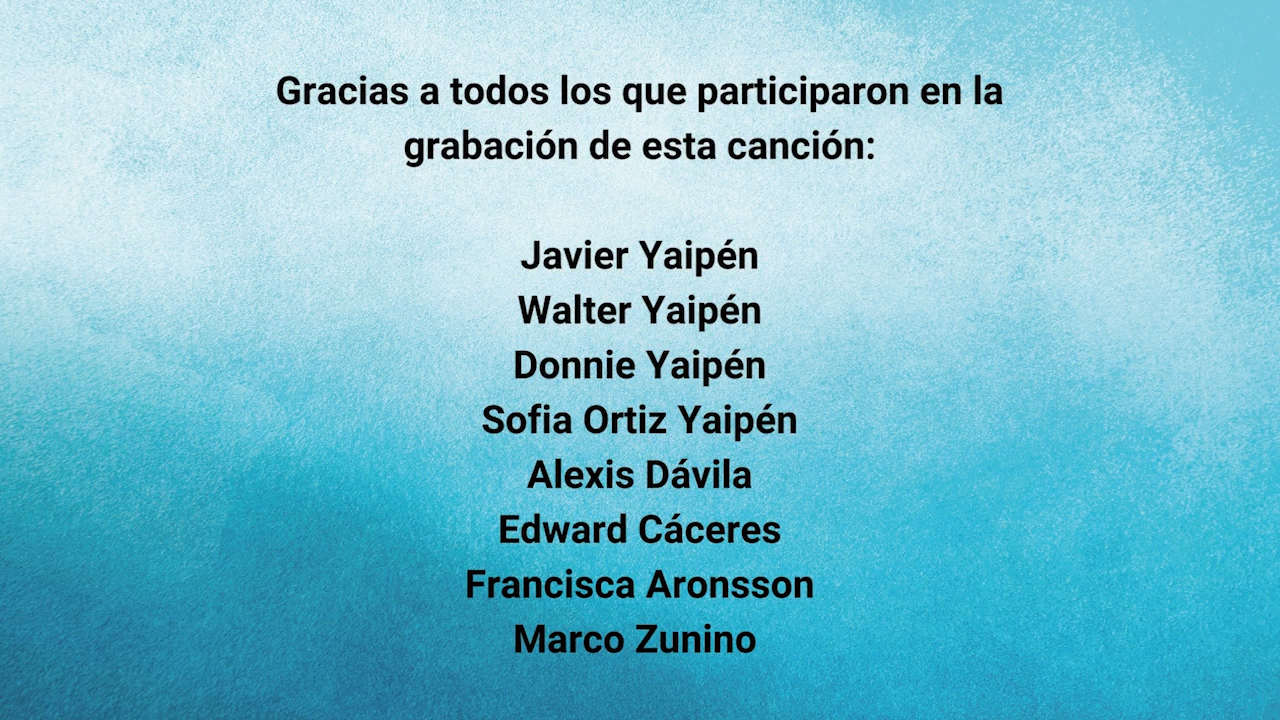 Gracias a todos los que participaron en la
grabación de esta canción:
Javier Yaipén
Walter Yaipén
Donnie Yaipén
Sofia Ortiz Yaipén
Alexis Dávila
Edward Cáceres
Francisca Aronsson
Marco Zunino